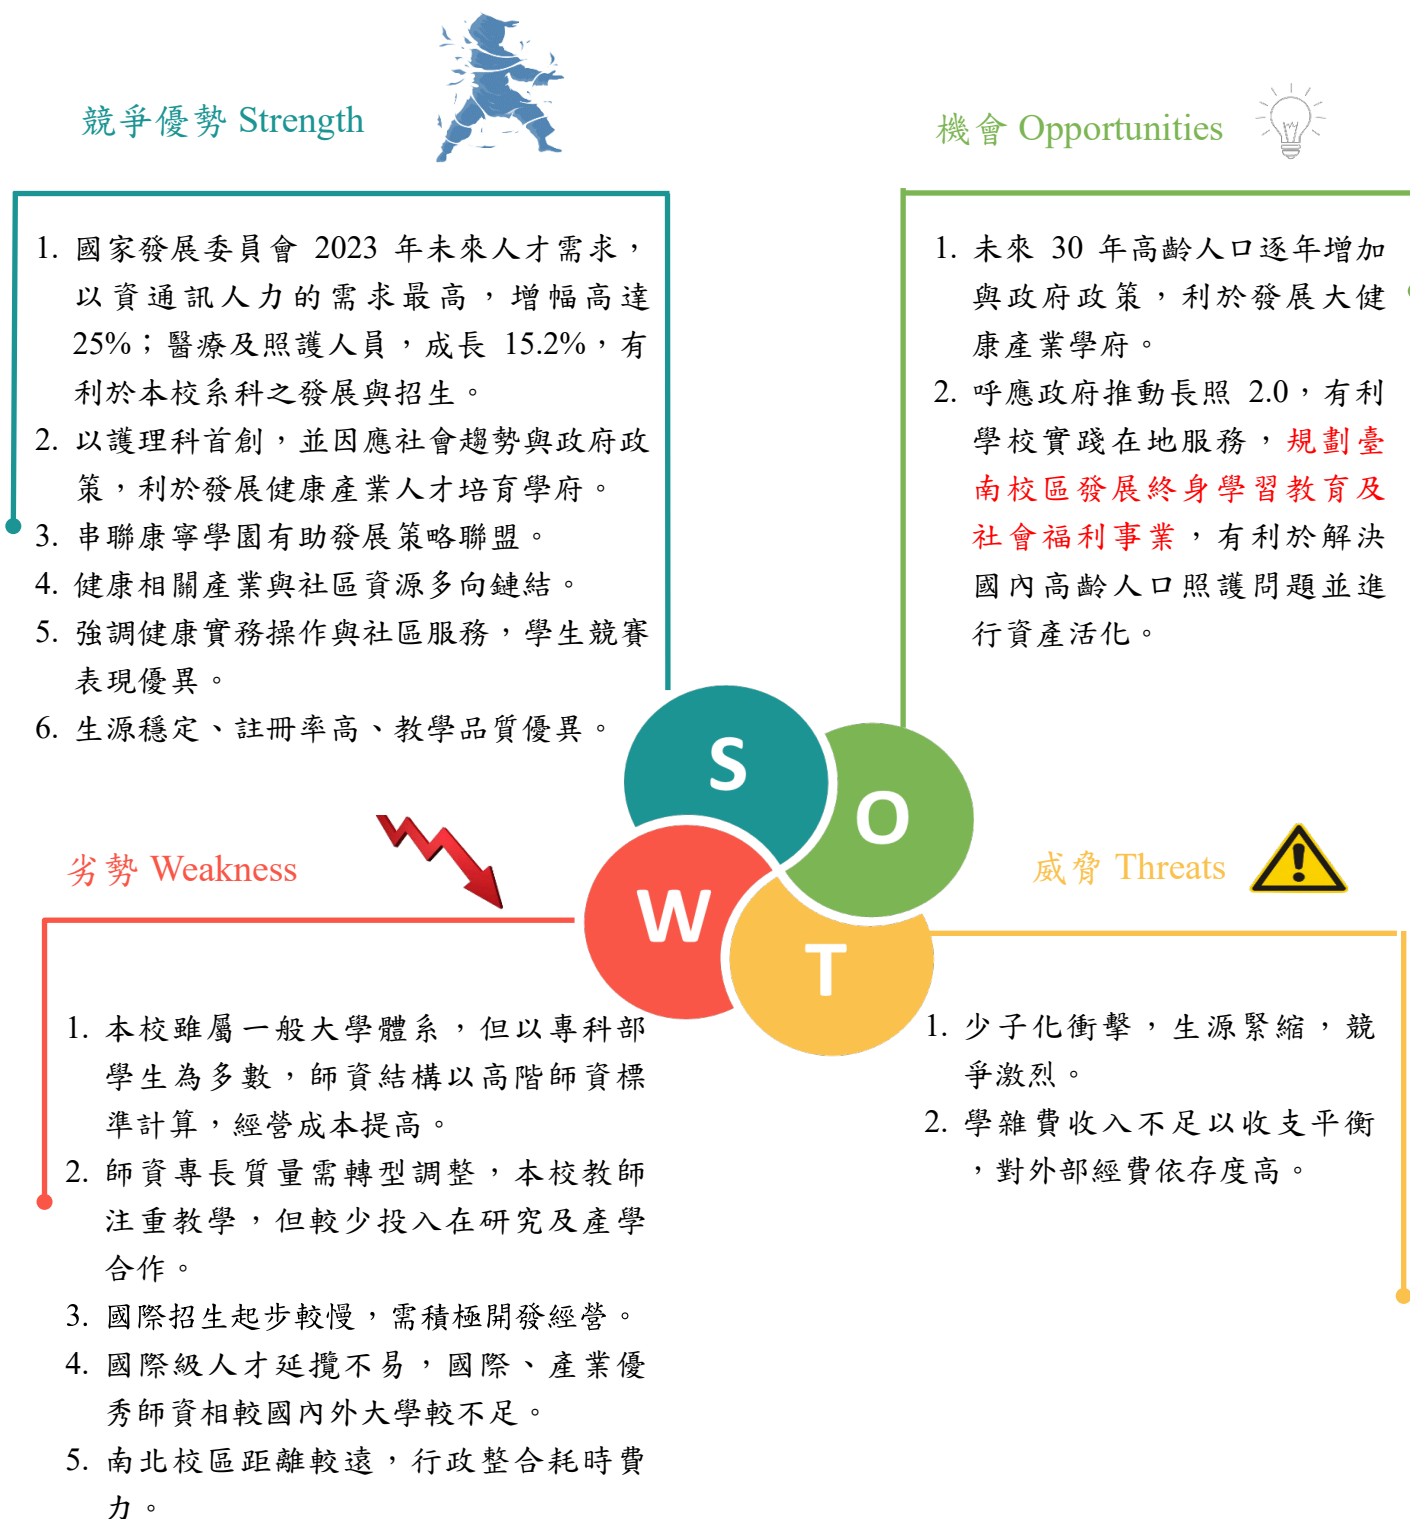 競爭優勢 Strength
1. 國家發展委員會 2023 年未來人才需求，
以資通訊人力的需求最高，增幅高達
25%；醫療及照護人員，成長 15.2%，有
利於本校系科之發展與招生。
2. 以護理科首創，並因應社會趨勢與政府政
策，利於發展健康產業人才培育學府。
3. 串聯康寧學園有助發展策略聯盟。
4. 健康相關產業與社區資源多向鏈結。
5. 強調健康實務操作與社區服務，學生競賽
表現優異。
6. 生源穩定、註冊率高、教學品質優異。
機會 Opportunities
1. 未來 30 年高齡人口逐年增加
與政府政策，利於發展大健
康產業學府。
2. 呼應政府推動長照 2.0，有利
學校實踐在地服務，規劃臺
南校區發展終身學習教育及
社會福利事業，有利於解決
國內高齡人口照護問題並進
行資產活化。
S
O
W
T
劣勢 Weakness
1. 本校雖屬一般大學體系，但以專科部
學生為多數，師資結構以高階師資標
準計算，經營成本提高。
2. 師資專長質量需轉型調整，本校教師
注重教學，但較少投入在研究及產學
合作。
3. 國際招生起步較慢，需積極開發經營。
4. 國際級人才延攬不易，國際、產業優
秀師資相較國內外大學較不足。
5. 南北校區距離較遠，行政整合耗時費
力。
威脅 Threats
1. 少子化衝擊，生源緊縮，競
爭激烈。
2. 學雜費收入不足以收支平衡
，對外部經費依存度高。